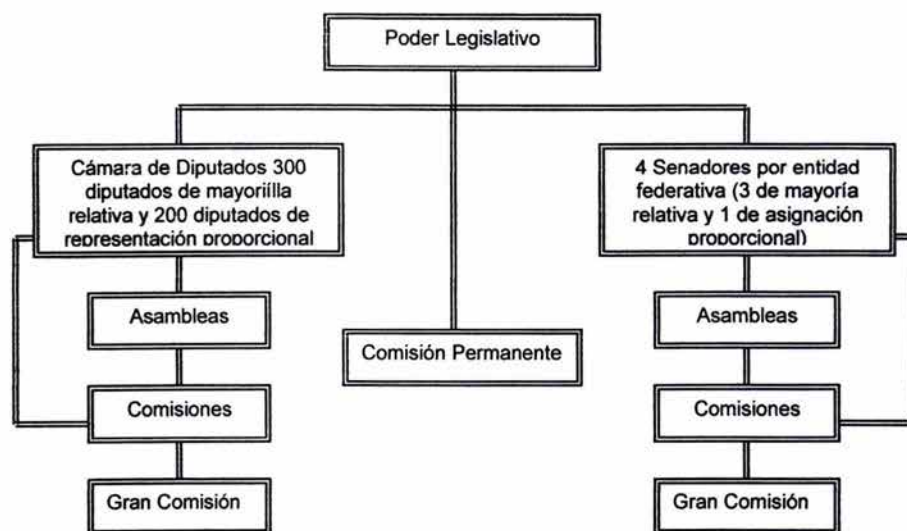 Poder Legislativo
Cámara de Diputados 300
diputados de mayoriílla
relativa y 200 diputados de
representación proporcional
4 Senadores por entidad
federativa (3 de mayoría
relativa y 1 de asignación
proporcional)
Asambleas
Comisión Permanente
Asambleas
Comisiones
Comisiones
Gran Comisión
Gran Comisión